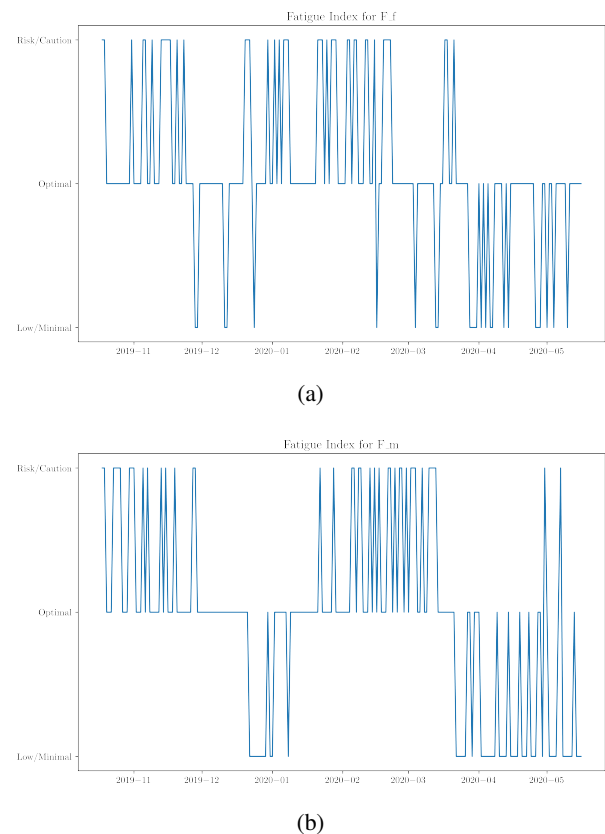 Fatigue Index for F_f
Risk/Caution
Optimal
Low/Minimal
2019-11 2019-12 2020-01 2020-02 2020-03 2020-04 2020-05
(a)
Fatigue Index for F_m
Risk/Caution
Optimal
Low/Minimal
2019-11 2019-12 2020-01 2020-02 2020-03 2020-04 2020-05
(b)